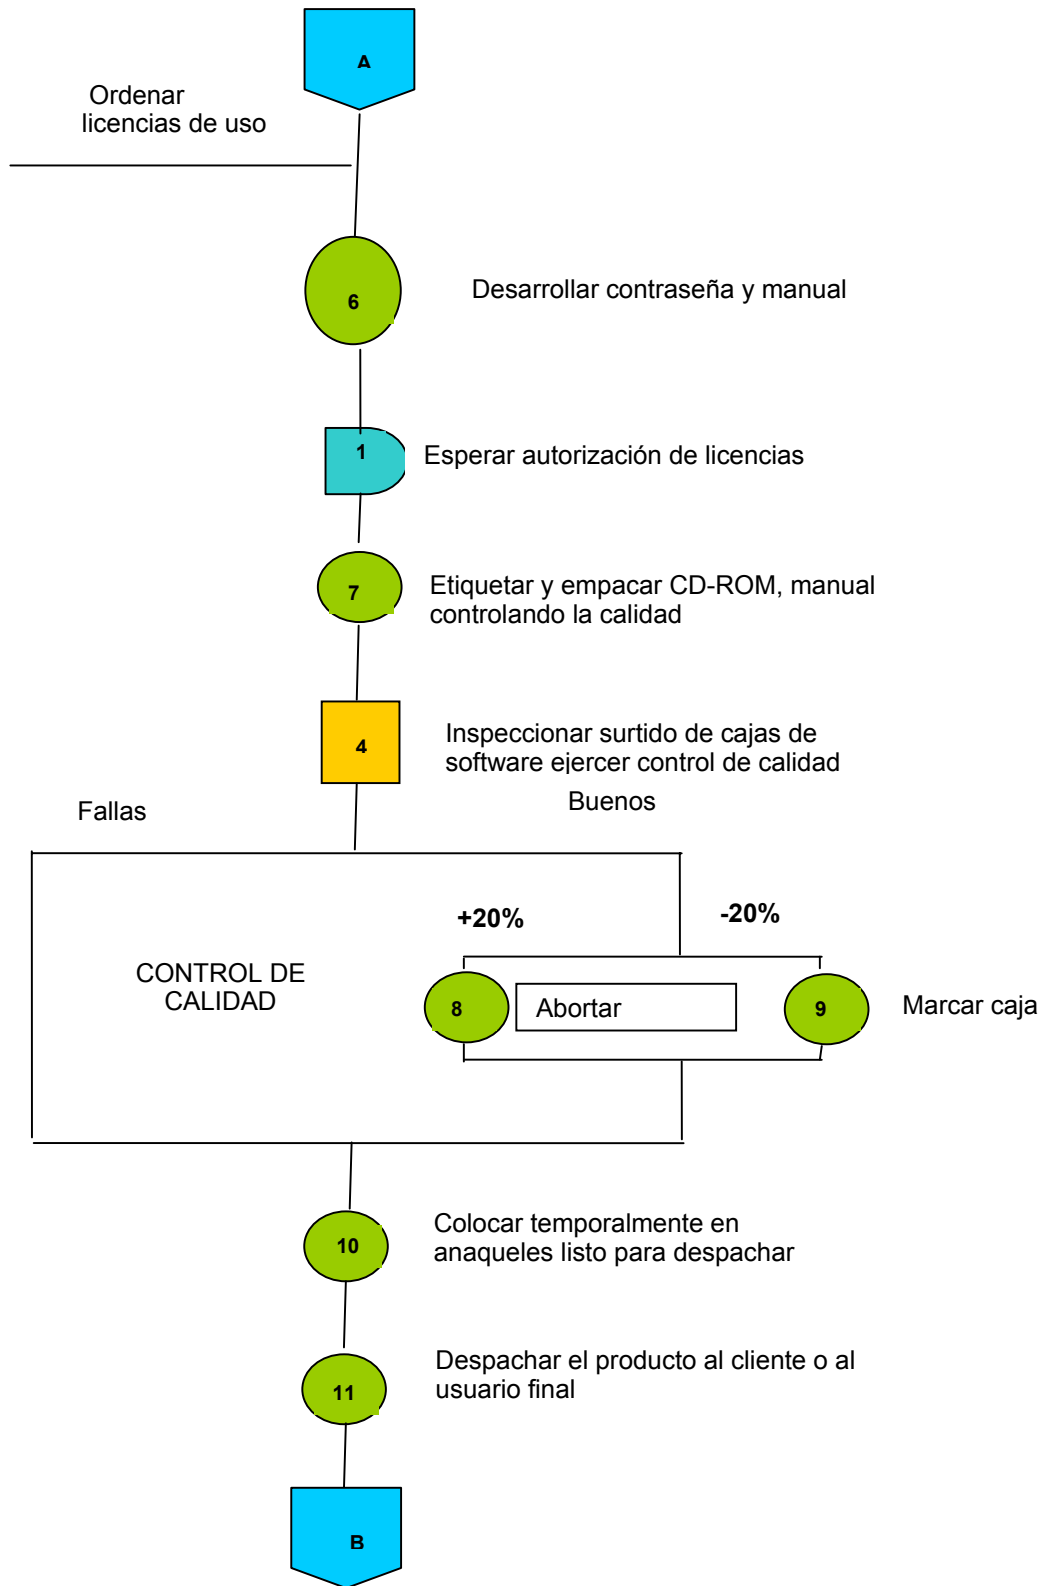 A
Ordenar
licencias de uso
6
Desarrollar contraseña y manual
1
Esperar autorización de licencias
7
Etiquetar y empacar CD-ROM, manual
controlando la calidad
4
Inspeccionar surtido de cajas de
software ejercer control de calidad
Fallas
Buenos
+20%
-20%
CONTROL DE
CALIDAD
8
Abortar
9
Marcar caja
10
Colocar temporalmente en
anaqueles listo para despachar
11
Despachar el producto al cliente o al
usuario final
B